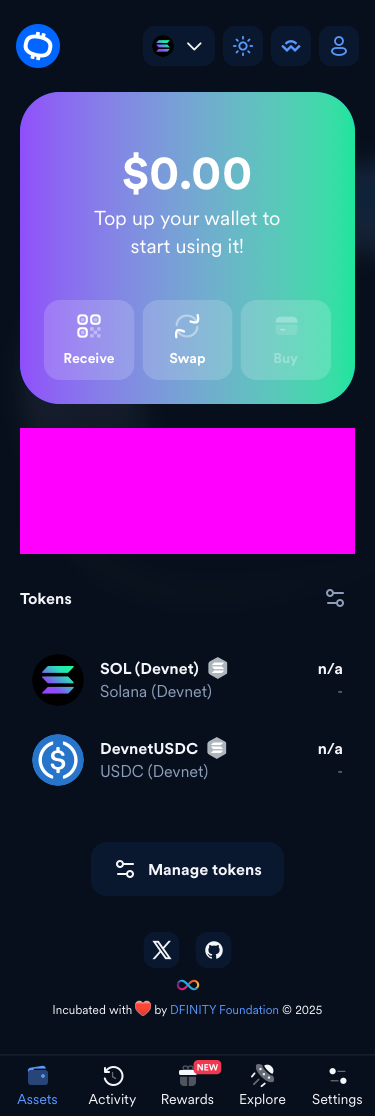 $0.00
Top up your wallet to
start using it!
Receive Swap Buy
Tokens
SOL (Devnet) n/a
Solana (Devnet) -
DevnetUSDC n/a
USDC (Devnet) -
Manage tokens
Incubated with ❤️ by DFINITY Foundation © 2025
NEW
Assets Activity Rewards Explore Settings